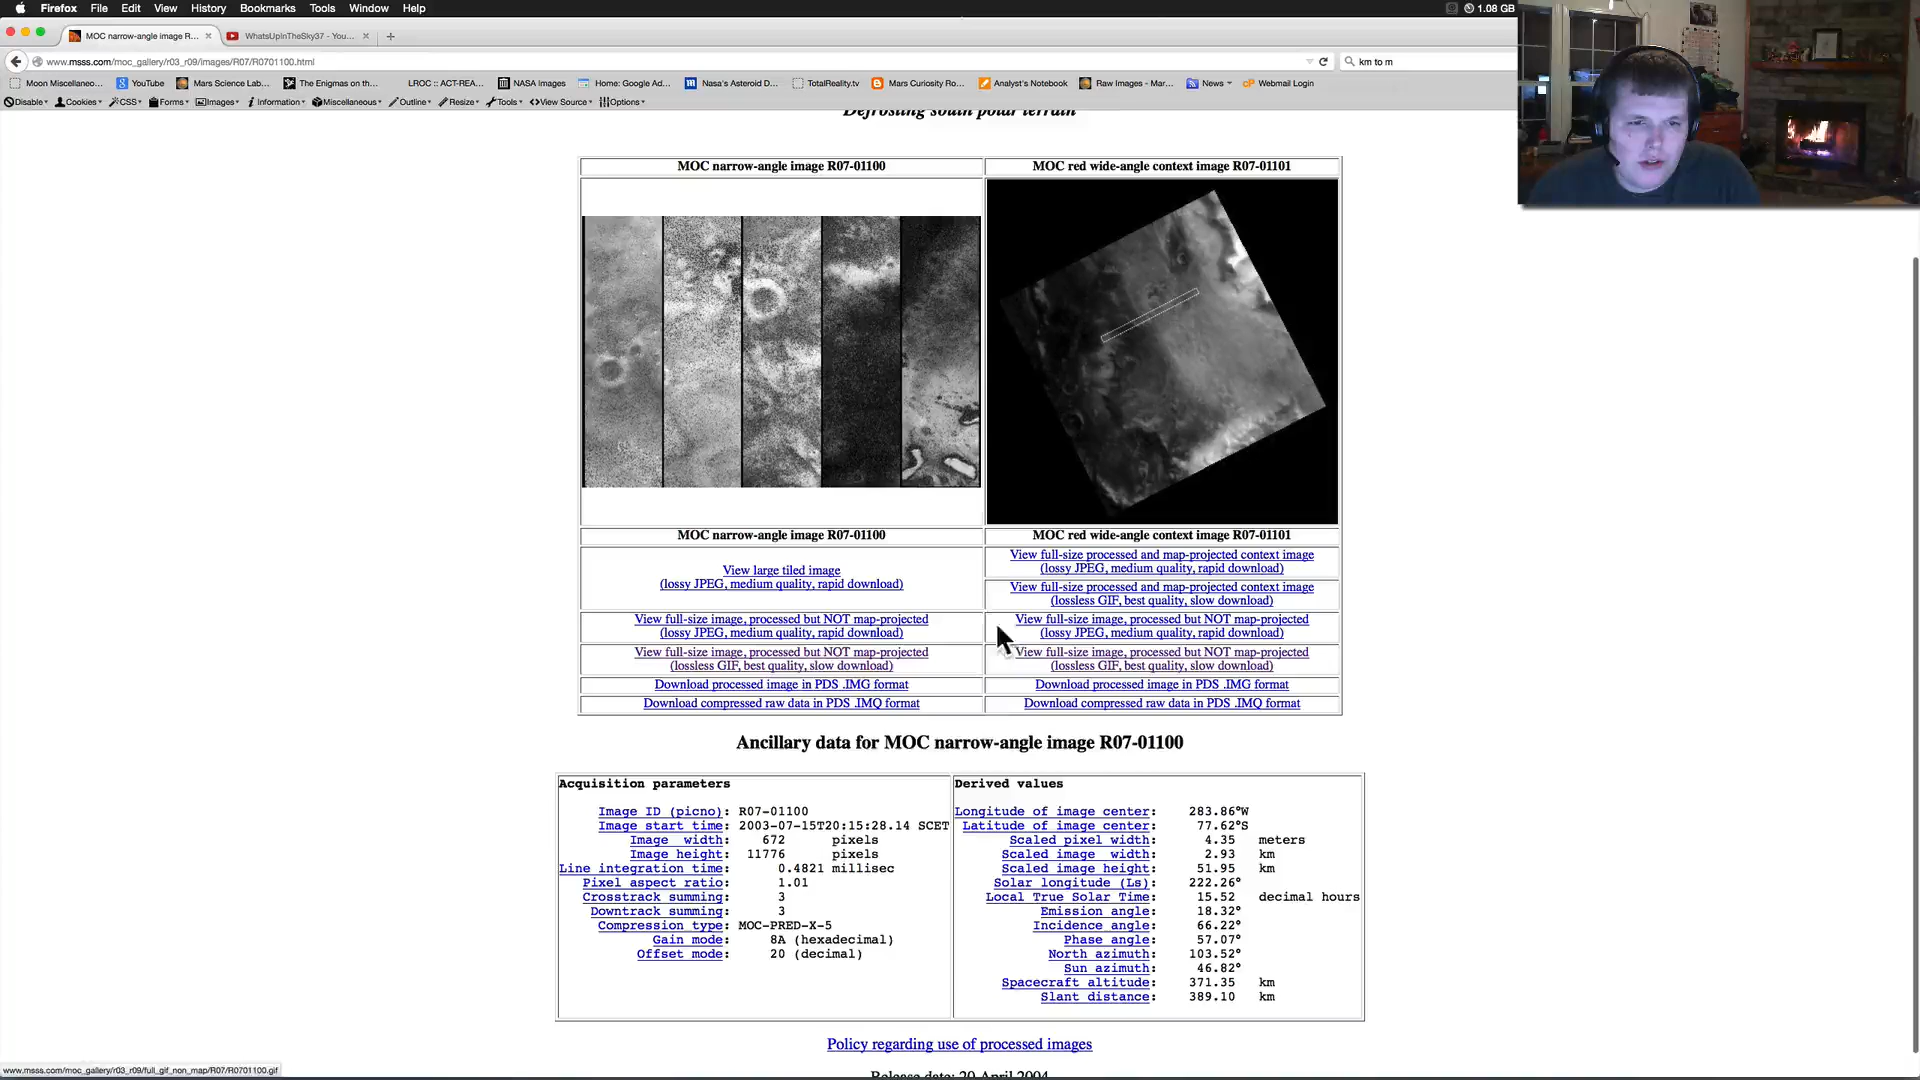 Firefox File Edit View History Bookmarks Tools Window Help 1.08 GB
MOC narrow-angle image R... WhatsUpInTheSky37 - You...
www.msss.com/moc_gallery/r03_r09/images/R07/R0701100.html km to m
Moon Miscellaneo... YouTube Mars Science Lab... The Enigmas on th... LROC :: ACT-REA... NASA Images Home: Google Ad... Nasa's Asteroid D... TotalReality.tv Mars Curiosity Ro... Analyst's Notebook Raw Images - Mar... News Webmail Login
Disable Cookies CSS Forms Images Information Miscellaneous Outline Resize Tools View Source Options
Defrosting south polar terrain
MOC narrow-angle image R07-01100 MOC red wide-angle context image R07-01101
MOC narrow-angle image R07-01100 MOC red wide-angle context image R07-01101
View large tiled image
(lossy JPEG, medium quality, rapid download)
View full-size processed and map-projected context image
(lossy JPEG, medium quality, rapid download)
View full-size processed and map-projected context image
(lossless GIF, best quality, slow download)
View full-size image, processed but NOT map-projected
(lossy JPEG, medium quality, rapid download)
View full-size image, processed but NOT map-projected
(lossy JPEG, medium quality, rapid download)
View full-size image, processed but NOT map-projected
(lossless GIF, best quality, slow download)
View full-size image, processed but NOT map-projected
(lossless GIF, best quality, slow download)
Download processed image in PDS .IMG format Download processed image in PDS .IMG format
Download compressed raw data in PDS .IMQ format Download compressed raw data in PDS .IMQ format
Ancillary data for MOC narrow-angle image R07-01100
Acquisition parameters
Image ID (picno): R07-01100
Image start time: 2003-07-15T20:15:28.14 SCET
Image width: 672 pixels
Image height: 11776 pixels
Line integration time: 0.4821 millisec
Pixel aspect ratio: 1.01
Crosstrack summing: 3
Downtrack summing: 3
Compression type: MOC-PRED-X-5
Gain mode: 8A (hexadecimal)
Offset mode: 20 (decimal)
Derived values
Longitude of image center: 283.86°W
Latitude of image center: 77.62°S
Scaled pixel width: 4.35 meters
Scaled image width: 2.93 km
Scaled image height: 51.95 km
Solar longitude (Ls): 222.26°
Local True Solar Time: 15.52 decimal hours
Emission angle: 18.32°
Incidence angle: 66.22°
Phase angle: 57.07°
North azimuth: 103.52°
Sun azimuth: 46.82°
Spacecraft altitude: 371.35 km
Slant distance: 389.10 km
Policy regarding use of processed images
www.msss.com/moc_gallery/r03_r09/full_gif_non_map/R07/R0701100.gif
Release date: 20 April 2004